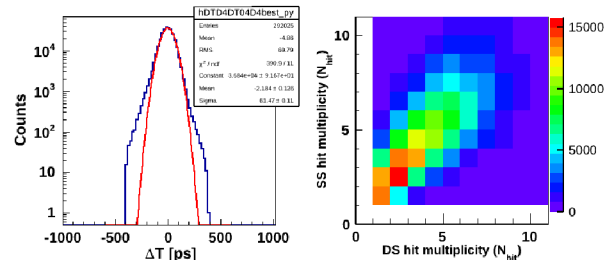 hDTD4DT04D4best_py
Entries 292025
Mean -4.86
RMS 69.79
χ² / ndf 390.9 / 11
Constant 3.684e+04 ± 9.167e+01
Mean -2.184 ± 0.126
Sigma 63.47 ± 0.11
10⁴
10³
10²
10
1
Counts
-1000 -500 0 500 1000
ΔT [ps]
10
5
0
SS hit multiplicity (N_hit)
0 5 10
DS hit multiplicity (N_hit)
15000
10000
5000
0